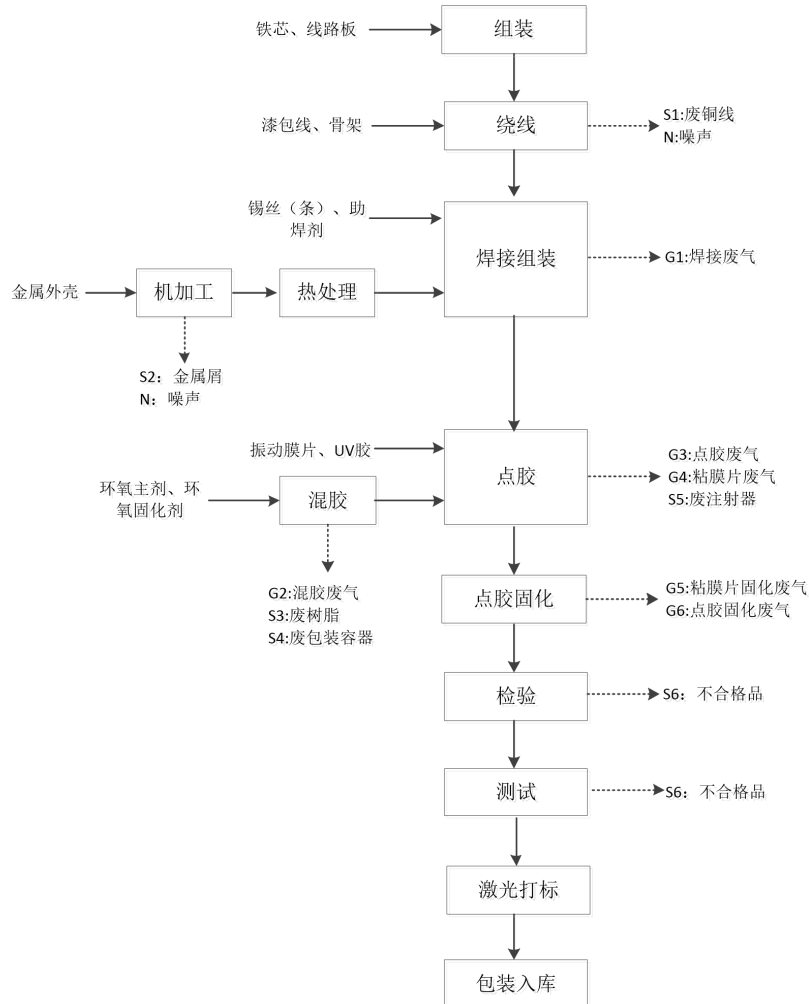 铁芯、线路板
组装
漆包线、骨架
绕线
S1:废铜线
N:噪声
锡丝（条）、助
焊剂
焊接组装
G1:焊接废气
金属外壳
机加工
热处理
S2：金属屑
N：噪声
振动膜片、UV胶
点胶
G3:点胶废气
G4:粘膜片废气
S5:废注射器
环氧主剂、环
氧固化剂
混胶
G2:混胶废气
S3:废树脂
S4:废包装容器
点胶固化
G5:粘膜片固化废气
G6:点胶固化废气
检验
S6：不合格品
测试
S6：不合格品
激光打标
包装入库